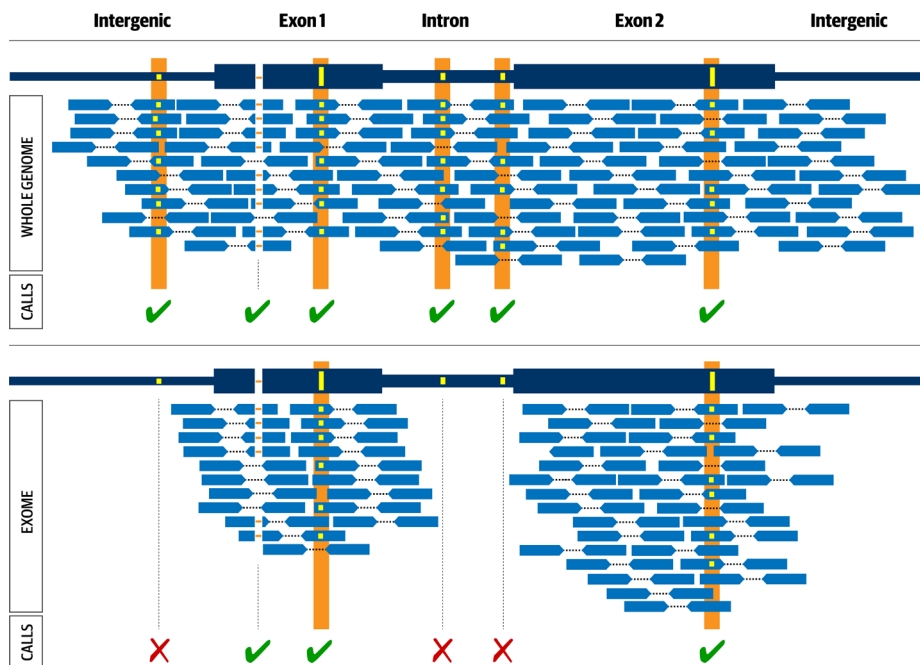 Intergenic Exon 1 Intron Exon 2 Intergenic
WHOLE GENOME
CALLS
EXOME
CALLS